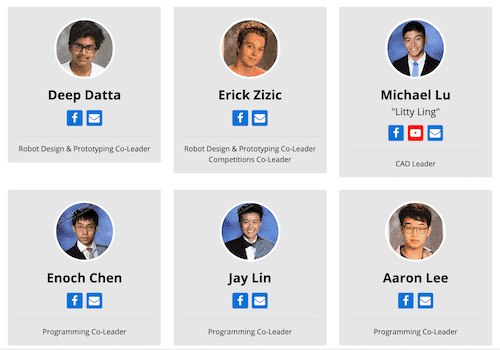 Deep Datta
Robot Design & Prototyping Co-Leader
Erick Zizic
Robot Design & Prototyping Co-Leader
Competitions Co-Leader
Michael Lu
"Litty Ling"
CAD Leader
Enoch Chen
Programming Co-Leader
Jay Lin
Programming Co-Leader
Aaron Lee
Programming Co-Leader